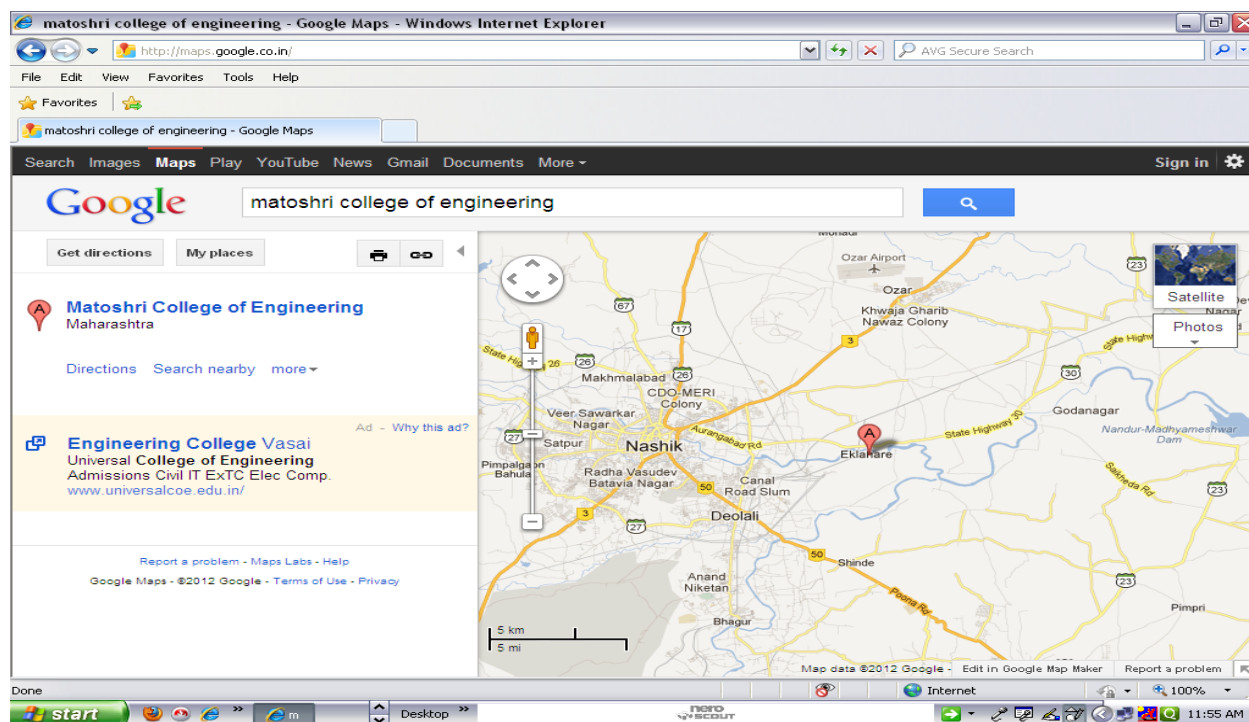 matoshri college of engineering - Google Maps - Windows Internet Explorer
http://maps.google.co.in/
AVG Secure Search
File Edit View Favorites Tools Help
Favorites
matoshri college of engineering - Google Maps
Search Images Maps Play YouTube News Gmail Documents More
Sign in
Google
matoshri college of engineering
Get directions My places
A
Matoshri College of Engineering
Maharashtra
Directions Search nearby more
Ad - Why this ad?
Engineering College Vasai
Universal College of Engineering
Admissions Civil IT ExTC Elec Comp.
www.universalcoe.edu.in/
Report a problem - Maps Labs - Help
Google Maps - ©2012 Google - Terms of Use - Privacy
Ozar Airport
23
Satellite
Ozar
67
Khwaja Gharib
Nawaz Colony
Nagar
17
Photos
3
State Highway 26
26
Makhmalabad
26
30
CDO-MERI
Colony
Veer Sawarkar
Nagar
Godanagar
27
Satpur
Nashik
Aurangabad Rd
A
State Highway 30
Nandur-Madhyameshwar
Dam
Eklahare
Pimpalgaon
Bahula
Radha Vasudev
Batavia Nagar
Canal
Road Slum
Saikheda Rd
50
23
3
Deolali
27
50
Shinde
Anand
Niketan
23
Poona Rd
Pimpri
Bhagur
5 km
5 mi
Map data ©2012 Google - Edit in Google Map Maker Report a problem
Done
Internet
100%
start
m
Desktop
nero
SCOUT
11:55 AM